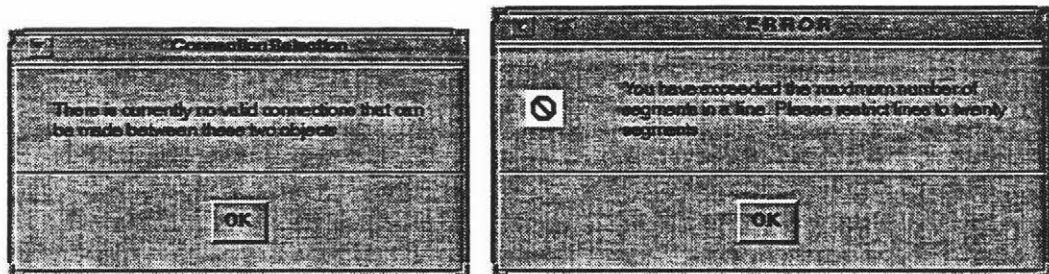 Connection Selection
There is currently no valid connections that can
be made between these two objects
OK
ERROR
You have exceeded the maximum number of
segments in a line. Please restrict lines to twenty
segments
OK